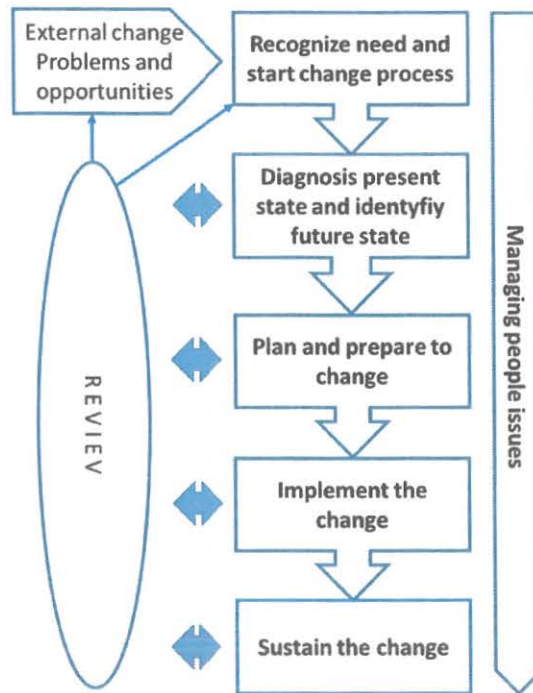 External change
Problems and
opportunities
Recognize need and
start change process
Diagnosis present
state and identyfiy
future state
Plan and prepare to
change
Implement the
change
Sustain the change
REVIEV
Managing people issues